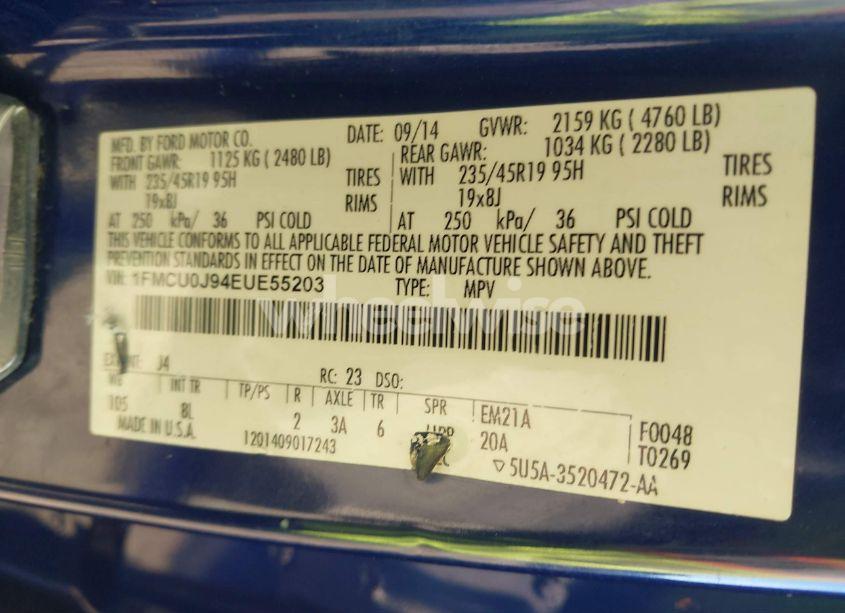 MFD. BY FORD MOTOR CO. DATE: 09/14 GVWR: 2159 KG ( 4760 LB)
FRONT GAWR: 1125 KG ( 2480 LB) REAR GAWR: 1034 KG ( 2280 LB)
WITH 235/45R19 95H TIRES WITH 235/45R19 95H TIRES
19x8J RIMS 19x8J RIMS
AT 250 kPa/ 36 PSI COLD AT 250 kPa/ 36 PSI COLD
THIS VEHICLE CONFORMS TO ALL APPLICABLE FEDERAL MOTOR VEHICLE SAFETY AND THEFT
PREVENTION STANDARDS IN EFFECT ON THE DATE OF MANUFACTURE SHOWN ABOVE.
VIN: 1FMCU0J94EUE55203 TYPE: MPV
wheelwise
J4 RC: 23 DSO:
WB INT TR TP/PS R AXLE TR SPR EM21A F0048
105 8L 2 3A 6 20A T0269
MADE IN U.S.A. 1201409017243 5U5A-3520472-AA